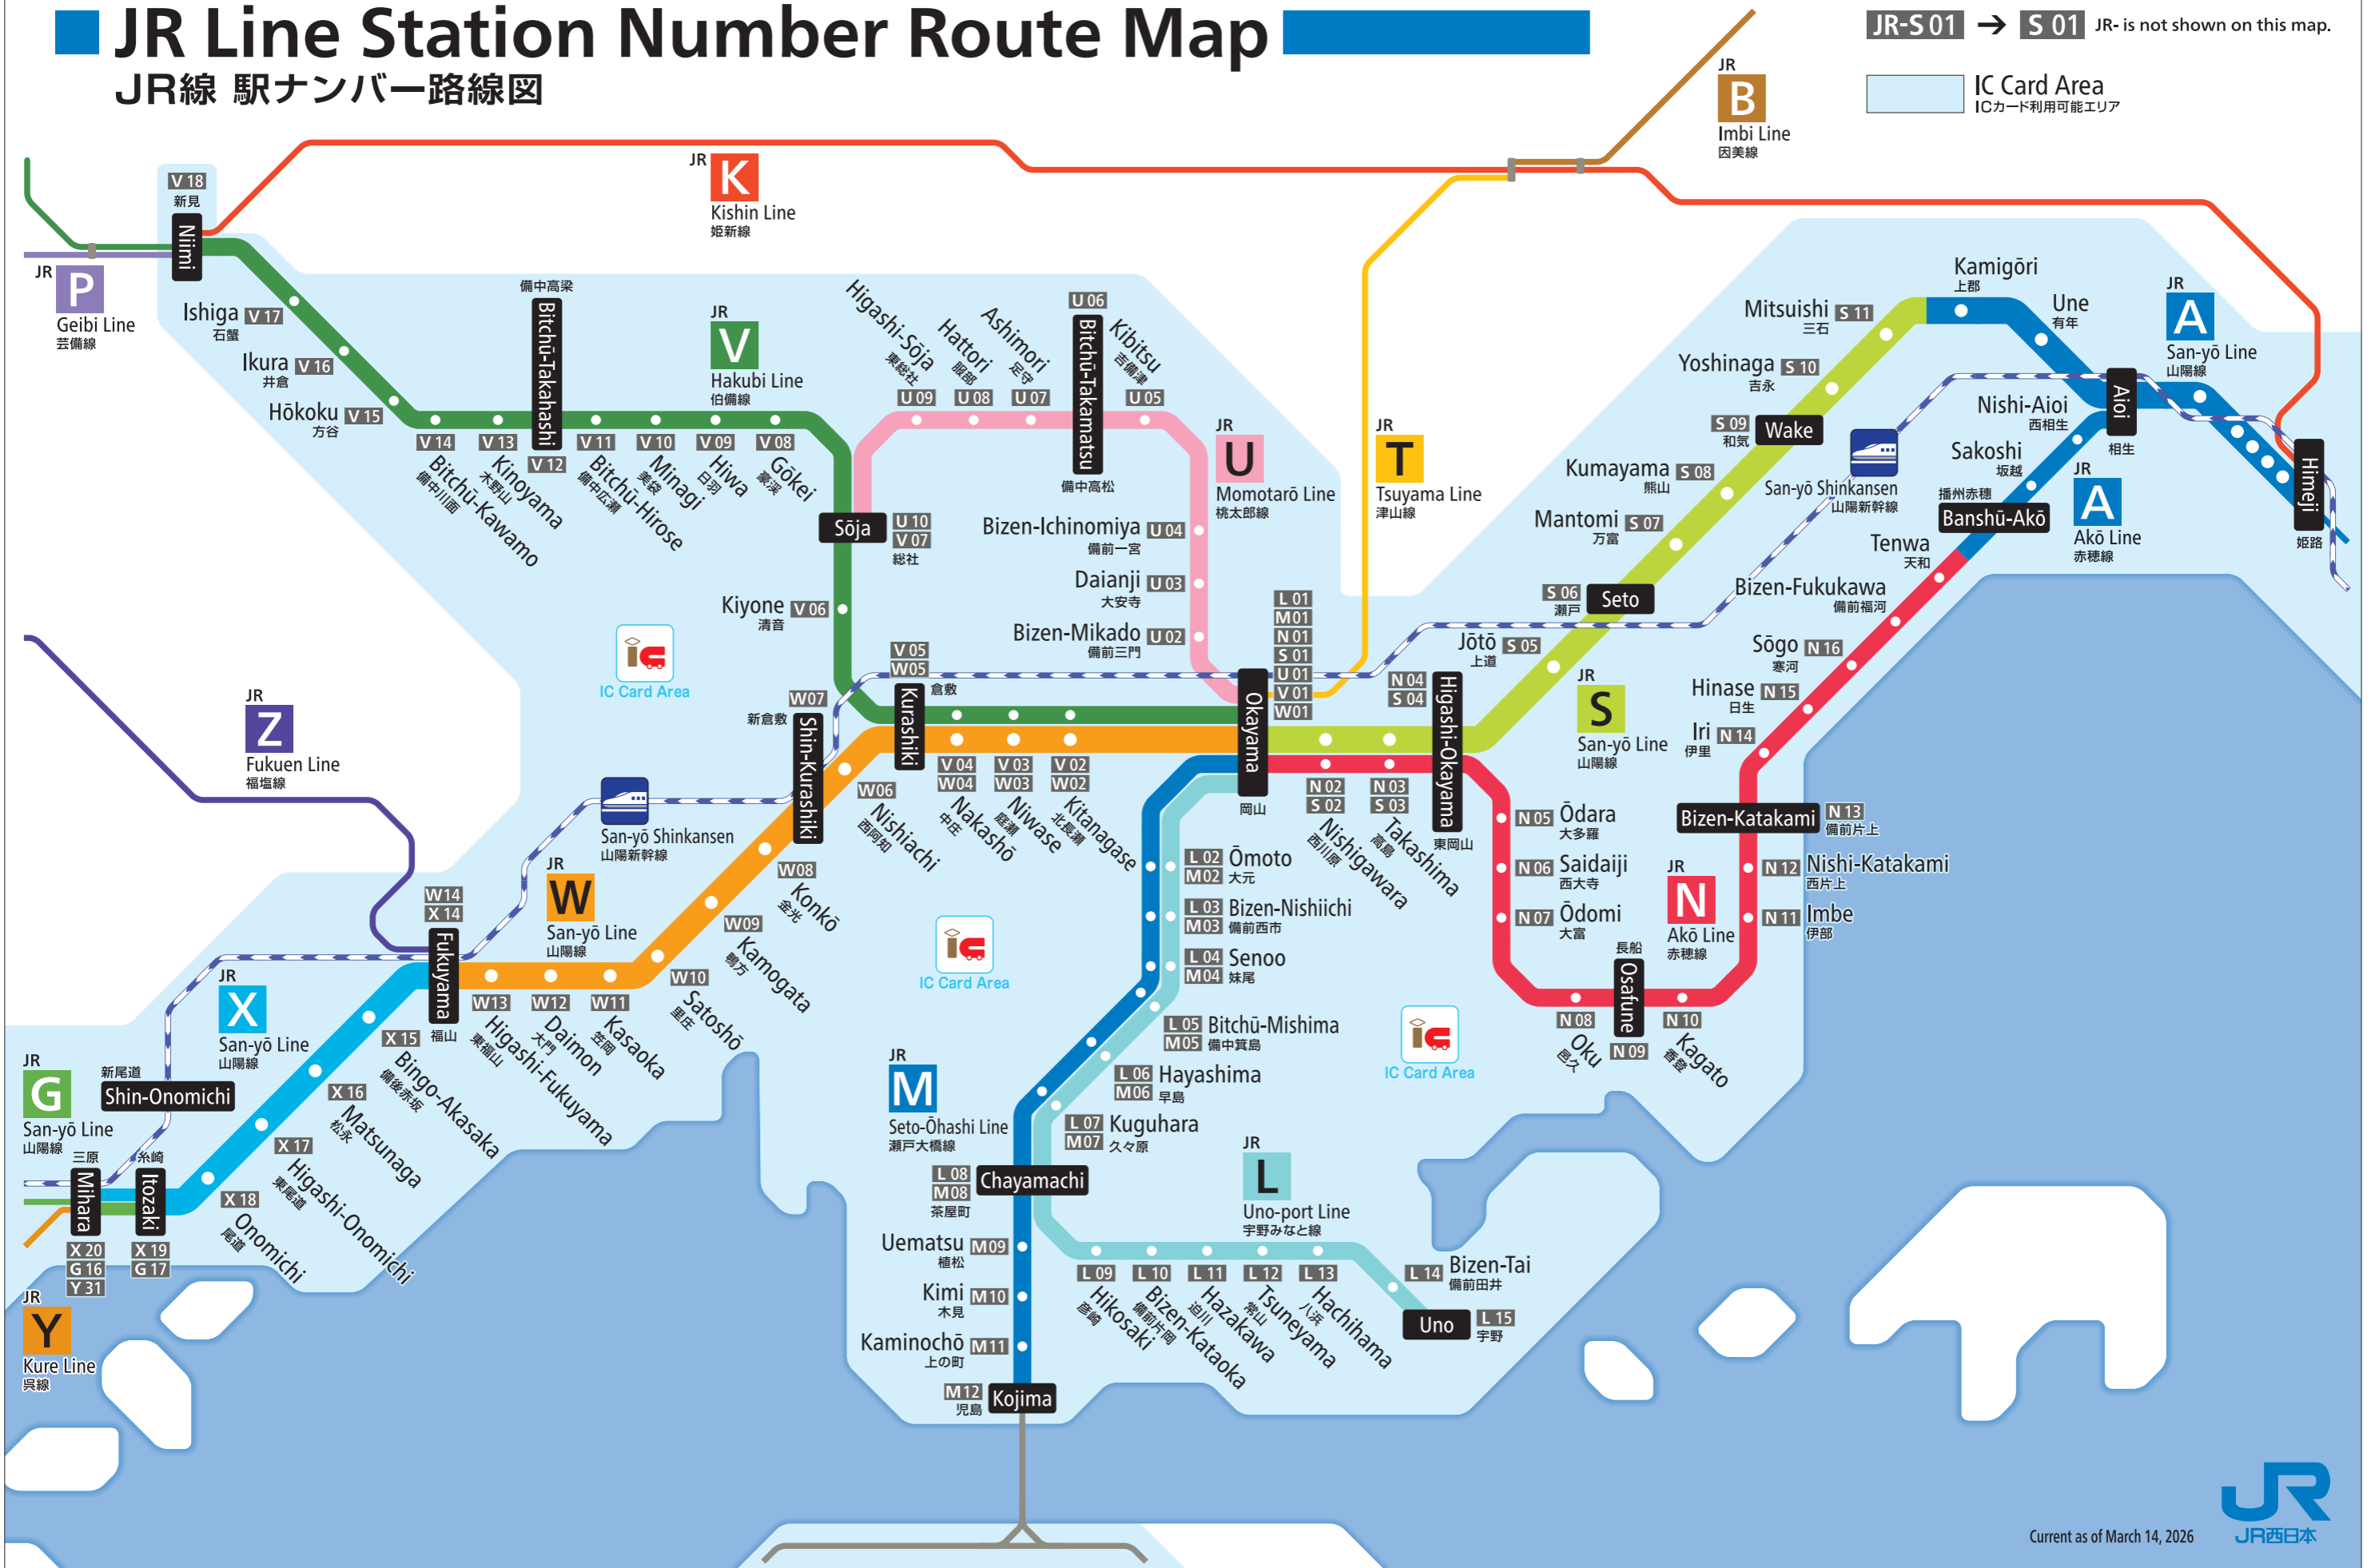 JR Line Station Number Route Map
JR線 駅ナンバー路線図
JR-S 01 → S 01 JR- is not shown on this map.
IC Card Area
ICカード利用可能エリア
JR
B
Imbi Line
因美線
JR
K
Kishin Line
姫新線
V 18
新見
Niimi
JR
P
Geibi Line
芸備線
Ishiga V 17
石蟹
Ikura V 16
井倉
Hōkoku V 15
方谷
V 14
Bitchū-Kawamo
備中川面
V 13
Kinoyama
木野山
備中高梁
Bitchū-Takahashi
V 12
V 11
Bitchū-Hirose
備中広瀬
V 10
Minagi
美袋
V 09
Hiwa
日羽
V 08
Gōkei
豪渓
JR
V
Hakubi Line
伯備線
Higashi-Sōja
東総社
U 09
Hattori
服部
U 08
Ashimori
足守
U 07
U 06
Bitchū-Takamatsu
備中高松
Kibitsu
吉備津
U 05
JR
U
Momotarō Line
桃太郎線
JR
T
Tsuyama Line
津山線
Sōja
U 10
V 07
総社
Kiyone V 06
清音
Bizen-Ichinomiya U 04
備前一宮
Daianji U 03
大安寺
Bizen-Mikado U 02
備前三門
L 01
M 01
N 01
S 01
U 01
V 01
W 01
Okayama
岡山
V 05
W 05
Kurashiki
倉敷
W 07
新倉敷
Shin-Kurashiki
W 06
Nishiachi
西阿知
V 04
W 04
Nakashō
中庄
V 03
W 03
Niwase
庭瀬
V 02
W 02
Kitanagase
北長瀬
N 02
S 02
Nishigawara
西川原
N 03
S 03
Takashima
高島
N 04
S 04
Higashi-Okayama
東岡山
JR
S
San-yō Line
山陽線
Jōtō S 05
上道
S 06
瀬戸
Seto
Mantomi S 07
万富
Kumayama S 08
熊山
S 09
和気
Wake
Yoshinaga S 10
吉永
Mitsuishi S 11
三石
Kamigōri
上郡
Une
有年
JR
A
San-yō Line
山陽線
Aioi
相生
Himeji
姫路
San-yō Shinkansen
山陽新幹線
Nishi-Aioi
西相生
Sakoshi
坂越
播州赤穂
Banshū-Akō
JR
A
Akō Line
赤穂線
Tenwa
天和
Bizen-Fukukawa
備前福河
Sōgo N 16
寒河
Hinase N 15
日生
Iri N 14
伊里
Bizen-Katakami
N 13
備前片上
N 12 Nishi-Katakami
西片上
N 11 Imbe
伊部
JR
N
Akō Line
赤穂線
N 05 Ōdara
大多羅
N 06 Saidaiji
西大寺
N 07 Ōdomi
大富
N 08
Oku
邑久
長船
Osafune
N 09
N 10
Kagato
香登
IC Card Area
IC Card Area
IC Card Area
JR
Z
Fukuen Line
福塩線
San-yō Shinkansen
山陽新幹線
JR
W
San-yō Line
山陽線
W 08
Konkō
金光
W 09
Kamogata
鴨方
W 10
Satoshō
里庄
W 11
Kasaoka
笠岡
W 12
Daimon
大門
W 13
Higashi-Fukuyama
東福山
W 14
X 14
Fukuyama
福山
JR
X
San-yō Line
山陽線
X 15
Bingo-Akasaka
備後赤坂
X 16
Matsunaga
松永
X 17
Higashi-Onomichi
東尾道
X 18
Onomichi
尾道
新尾道
Shin-Onomichi
JR
G
San-yō Line
山陽線
三原
Mihara
X 20
G 16
Y 31
糸崎
Itozaki
X 19
G 17
JR
Y
Kure Line
呉線
L 02 Ōmoto
M 02 大元
L 03 Bizen-Nishiichi
M 03 備前西市
L 04 Senoo
M 04 妹尾
L 05 Bitchū-Mishima
M 05 備中箕島
L 06 Hayashima
M 06 早島
L 07 Kuguhara
M 07 久々原
JR
M
Seto-Ōhashi Line
瀬戸大橋線
L 08
M 08
茶屋町
Chayamachi
Uematsu M 09
植松
Kimi M 10
木見
Kaminochō M 11
上の町
M 12
児島
Kojima
JR
L
Uno-port Line
宇野みなと線
L 09
Hikosaki
彦崎
L 10
Bizen-Kataoka
備前片岡
L 11
Hazakawa
迫川
L 12
Tsuneyama
常山
L 13
Hachihama
八浜
L 14 Bizen-Tai
備前田井
Uno
L 15
宇野
Current as of March 14, 2026
JR
JR西日本